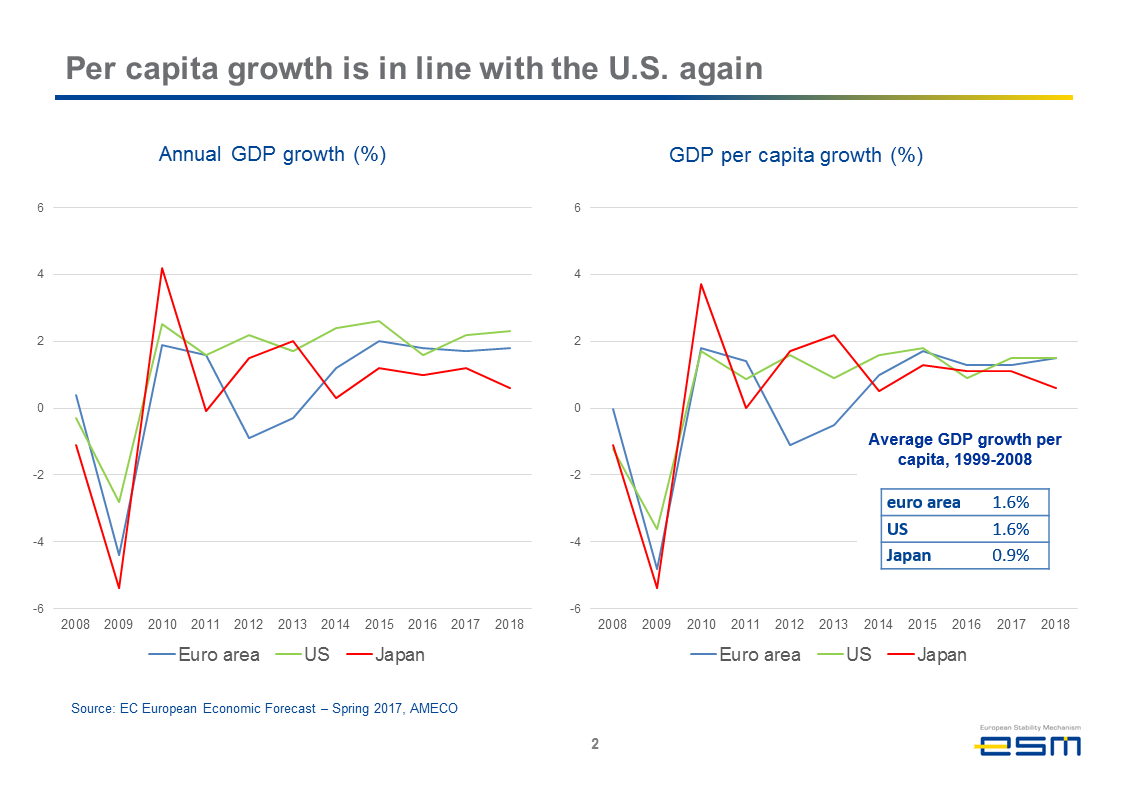 Per capita growth is in line with the U.S. again
Annual GDP growth (%)
6
4
2
0
-2
-4
-6
2008 2009 2010 2011 2012 2013 2014 2015 2016 2017 2018
Euro area US Japan
GDP per capita growth (%)
6
4
2
0
-2
-4
-6
Average GDP growth per
capita, 1999-2008
euro area 1.6%
US 1.6%
Japan 0.9%
2008 2009 2010 2011 2012 2013 2014 2015 2016 2017 2018
Euro area US Japan
Source: EC European Economic Forecast – Spring 2017, AMECO
2
European Stability Mechanism
esm